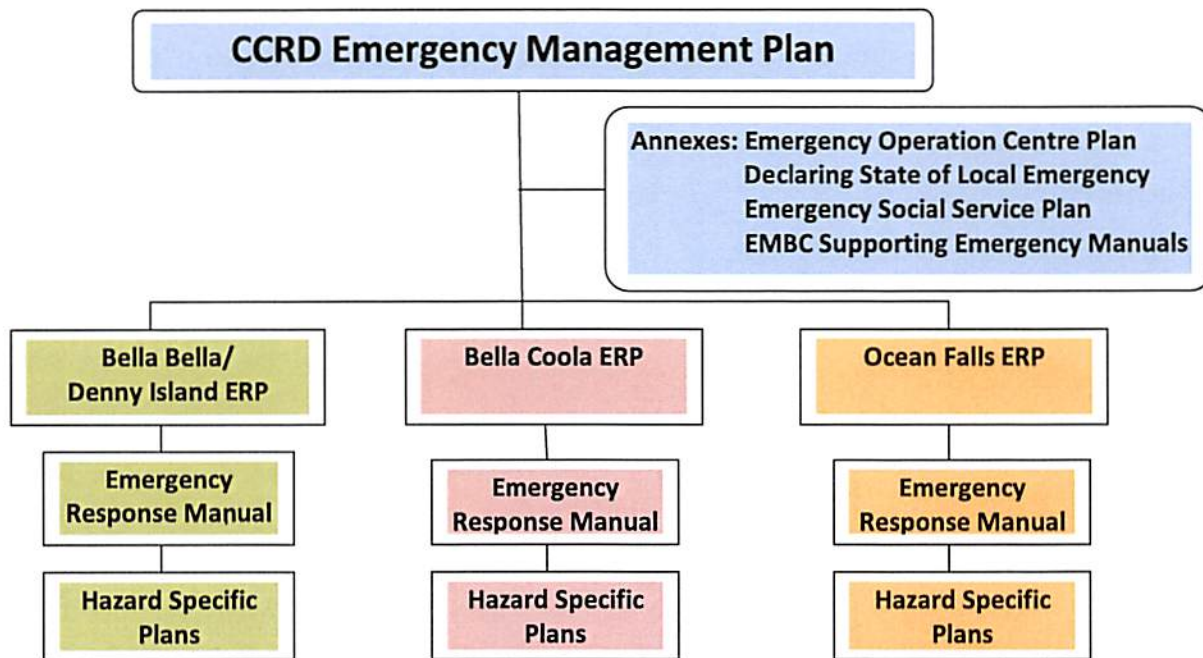 CCRD Emergency Management Plan
Annexes: Emergency Operation Centre Plan
Declaring State of Local Emergency
Emergency Social Service Plan
EMBC Supporting Emergency Manuals
Bella Bella/
Denny Island ERP
Bella Coola ERP
Ocean Falls ERP
Emergency
Response Manual
Emergency
Response Manual
Emergency
Response Manual
Hazard Specific
Plans
Hazard Specific
Plans
Hazard Specific
Plans